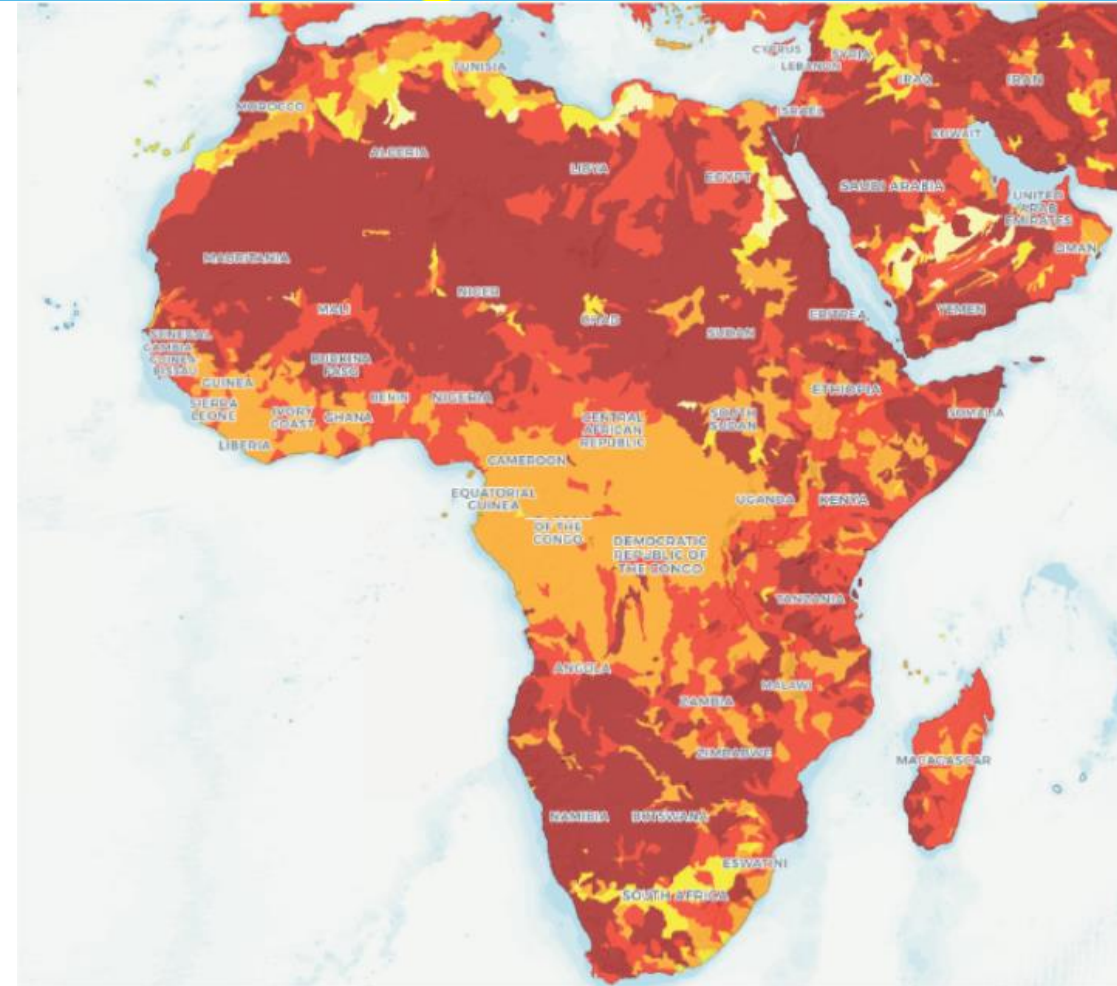 CYPRUS
SYRIA
LEBANON
TUNISIA
IRAQ
IRAN
MOROCCO
ISRAEL
KUWAIT
ALGERIA
LIBYA
EGYPT
SAUDI ARABIA
UNITED
ARAB
EMIRATES
OMAN
MAURITANIA
NIGER
MALI
CHAD
SUDAN
ERITREA
YEMEN
SENEGAL
GAMBIA
GUINEA
BISSAU
BURKINA
FASO
GUINEA
BENIN
NIGERIA
ETHIOPIA
SIERRA
LEONE
IVORY
COAST
GHANA
CENTRAL
AFRICAN
REPUBLIC
SOUTH
SUDAN
SOMALIA
LIBERIA
CAMEROON
EQUATORIAL
GUINEA
UGANDA
KENYA
OF THE
CONGO
DEMOCRATIC
REPUBLIC OF
THE CONGO
TANZANIA
ANGOLA
MALAWI
ZAMBIA
ZIMBABWE
MADAGASCAR
NAMIBIA
BOTSWANA
ESWATINI
SOUTH AFRICA